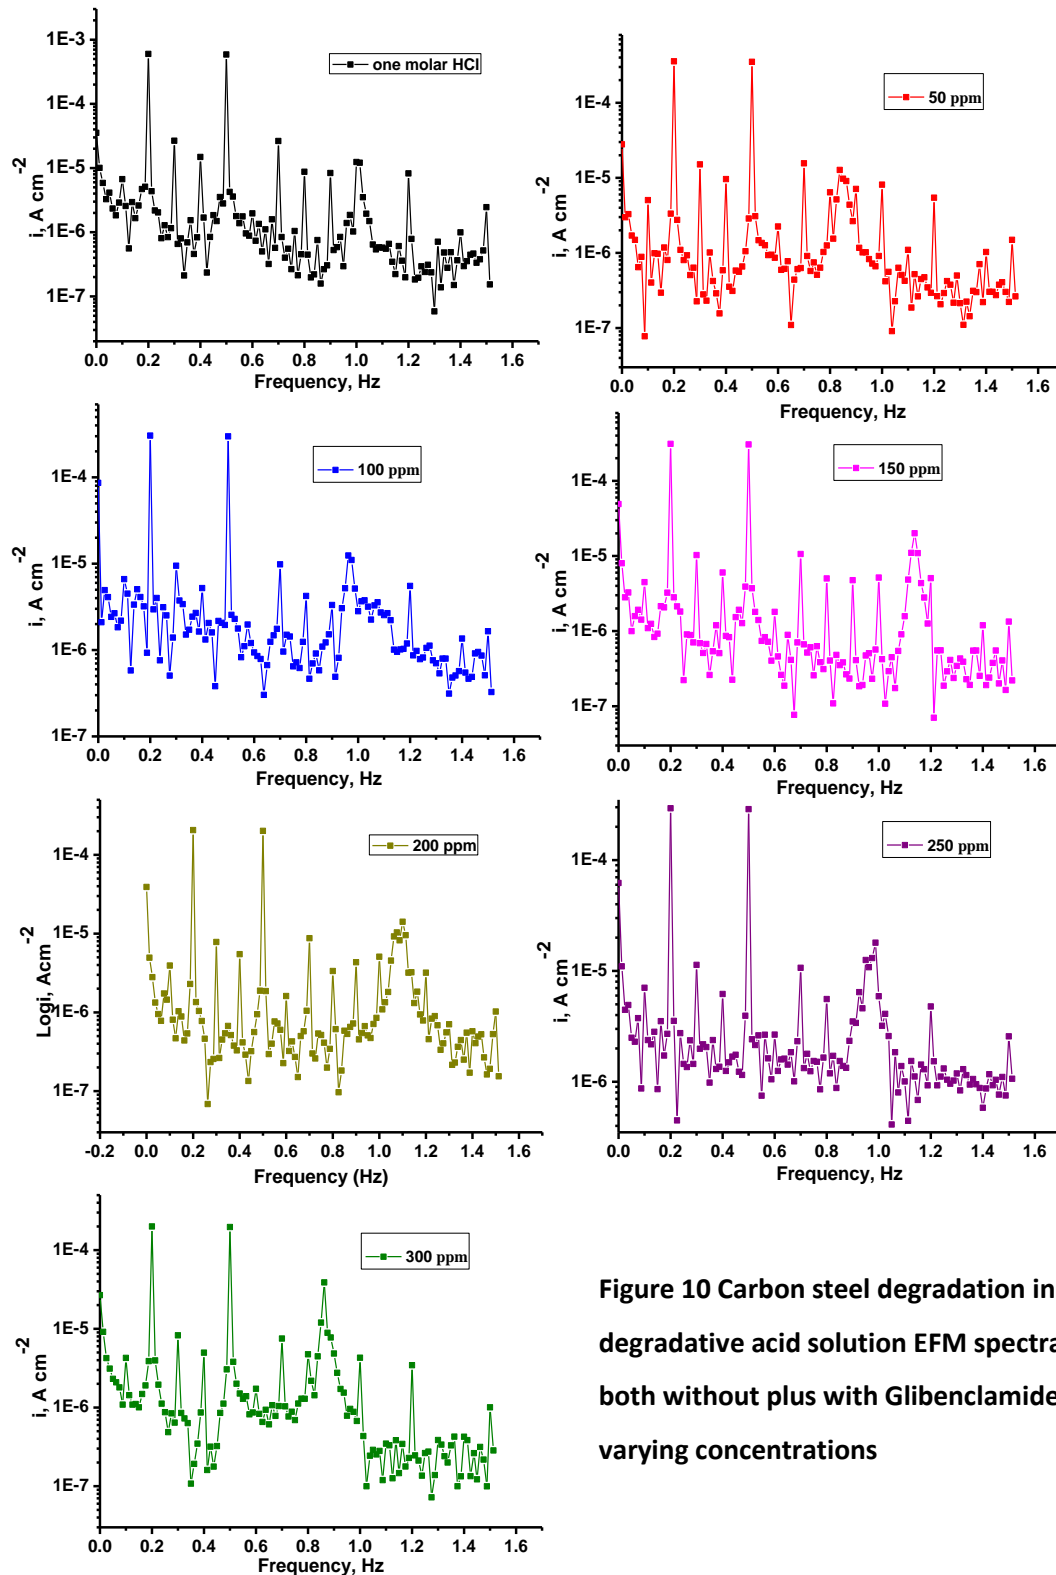 1E-3
1E-4
1E-5
1E-6
1E-7
i, A cm-2
one molar HCl
0.0 0.2 0.4 0.6 0.8 1.0 1.2 1.4 1.6
Frequency, Hz
1E-4
1E-5
1E-6
1E-7
i, A cm-2
50 ppm
0.0 0.2 0.4 0.6 0.8 1.0 1.2 1.4 1.6
Frequency, Hz
1E-4
1E-5
1E-6
1E-7
i, A cm-2
100 ppm
0.0 0.2 0.4 0.6 0.8 1.0 1.2 1.4 1.6
Frequency, Hz
1E-4
1E-5
1E-6
1E-7
i, A cm-2
150 ppm
0.0 0.2 0.4 0.6 0.8 1.0 1.2 1.4 1.6
Frequency, Hz
1E-4
1E-5
1E-6
1E-7
Logi, Acm-2
200 ppm
-0.2 0.0 0.2 0.4 0.6 0.8 1.0 1.2 1.4 1.6
Frequency (Hz)
1E-4
1E-5
1E-6
i, A cm-2
250 ppm
0.0 0.2 0.4 0.6 0.8 1.0 1.2 1.4 1.6
Frequency, Hz
1E-4
1E-5
1E-6
1E-7
i, A cm-2
300 ppm
0.0 0.2 0.4 0.6 0.8 1.0 1.2 1.4 1.6
Frequency, Hz
Figure 10 Carbon steel degradation in
degradative acid solution EFM spectra
both without plus with Glibenclamide
varying concentrations